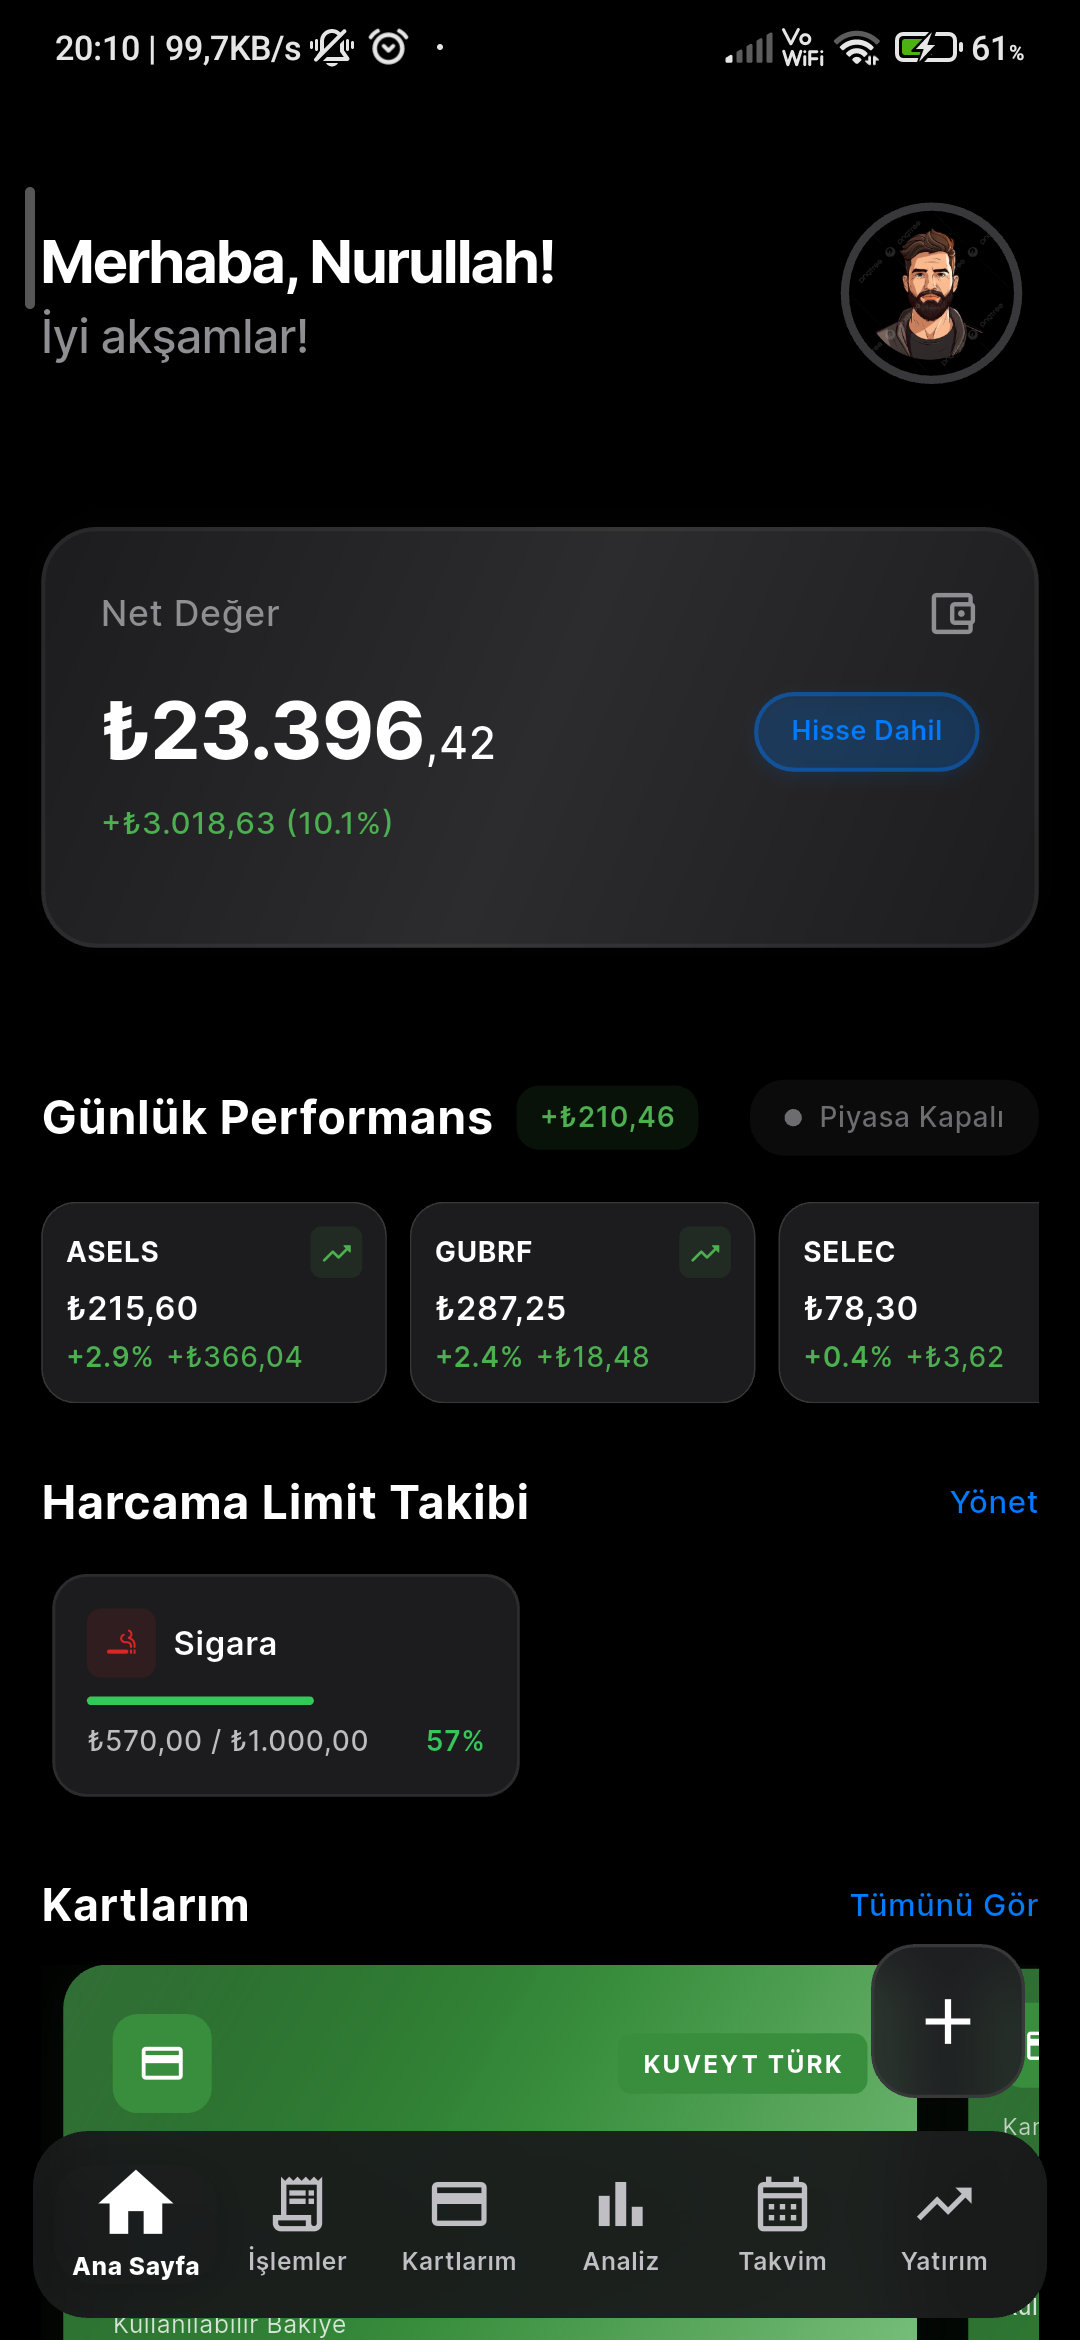 20:10 | 99,7KB/s
Vo
WiFi
61%
Merhaba, Nurullah!
İyi akşamlar!
Net Değer
₺23.396,42
Hisse Dahil
+₺3.018,63 (10.1%)
Günlük Performans
+₺210,46
Piyasa Kapalı
ASELS
₺215,60
+2.9% +₺366,04
GUBRF
₺287,25
+2.4% +₺18,48
SELEC
₺78,30
+0.4% +₺3,62
Harcama Limit Takibi
Yönet
Sigara
₺570,00 / ₺1.000,00
57%
Kartlarım
Tümünü Gör
KUVEYT TÜRK
Kar
Ana Sayfa
İşlemler
Kartlarım
Analiz
Takvim
Yatırım
Kullanılabilir Bakiye